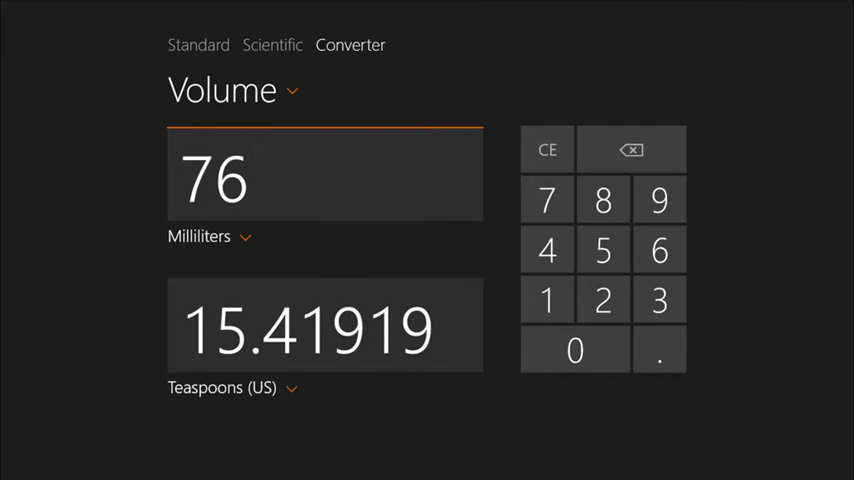 Standard Scientific Converter
Volume
76
Milliliters
15.41919
Teaspoons (US)
CE
7 8 9
4 5 6
1 2 3
0 .